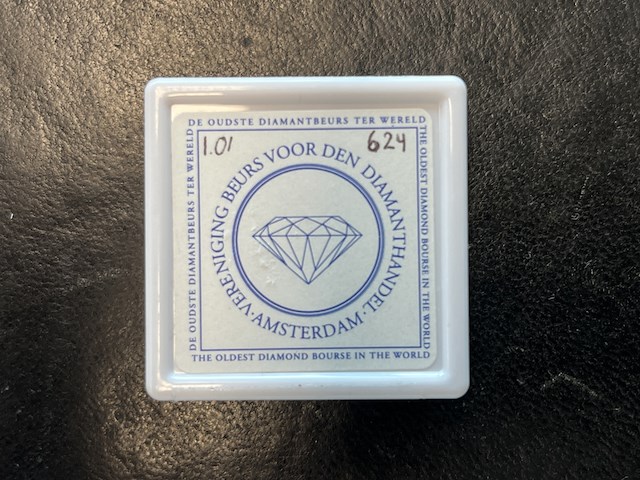 DE OUDSTE DIAMANTBEURS TER WERELD
1.01
624
VERENIGING BEURS VOOR DEN DIAMANTHANDEL
·AMSTERDAM·
DE OUDSTE DIAMANTBEURS TER WERELD
THE OLDEST DIAMOND BOURSE IN THE WORLD
THE OLDEST DIAMOND BOURSE IN THE WORLD